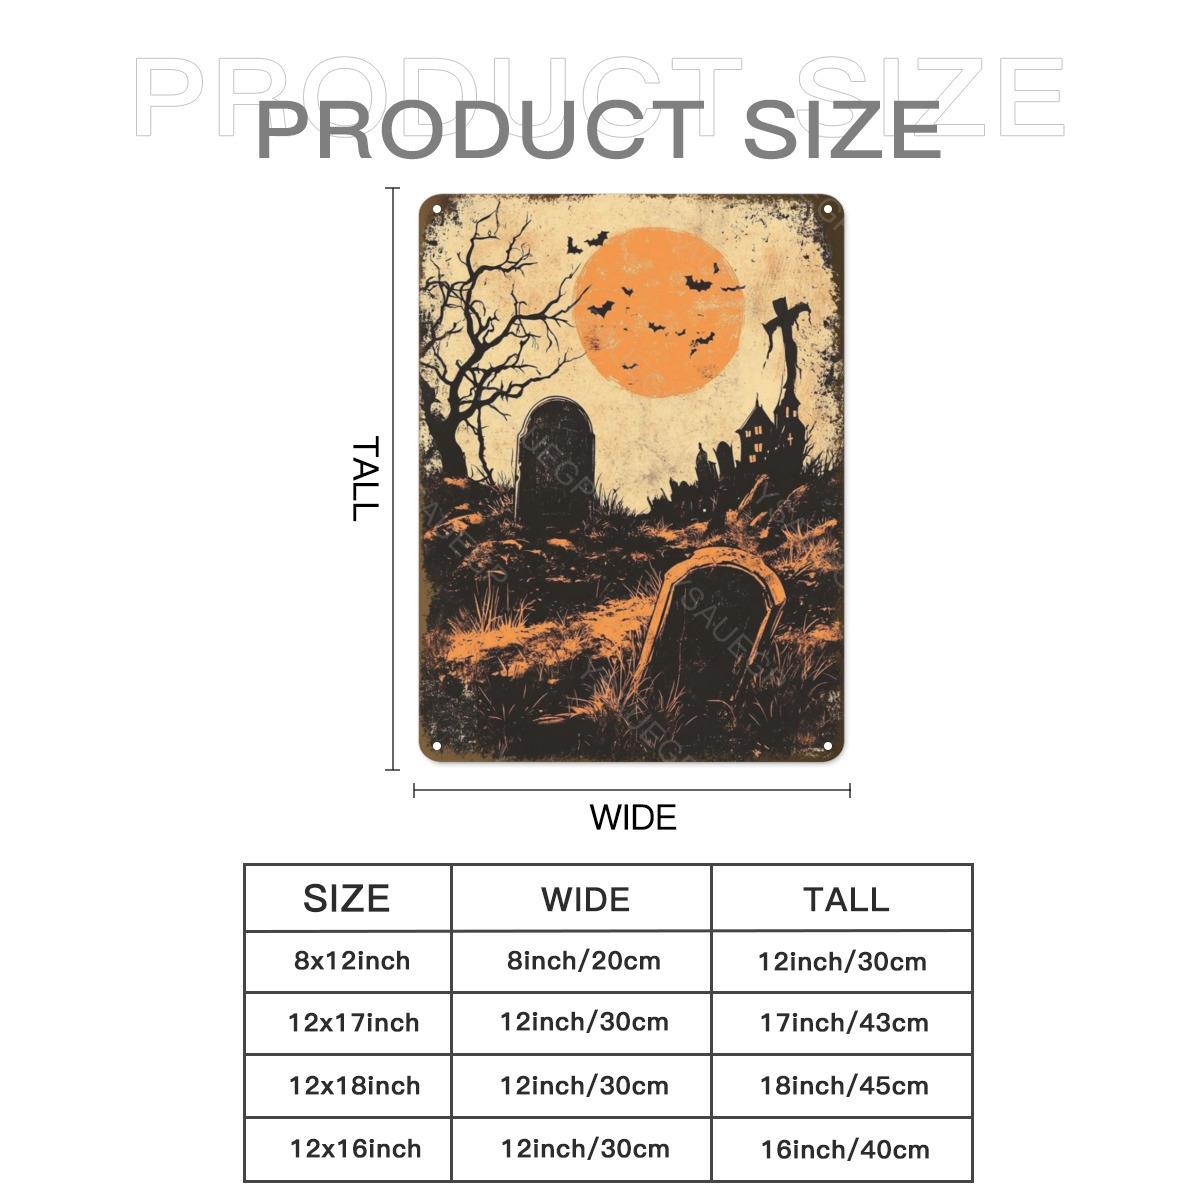 PRODUCT SIZE
PRODUCT SIZE
TALL
YSAUEGP
WIDE
SIZE WIDE TALL
8x12inch 8inch/20cm 12inch/30cm
12x17inch 12inch/30cm 17inch/43cm
12x18inch 12inch/30cm 18inch/45cm
12x16inch 12inch/30cm 16inch/40cm